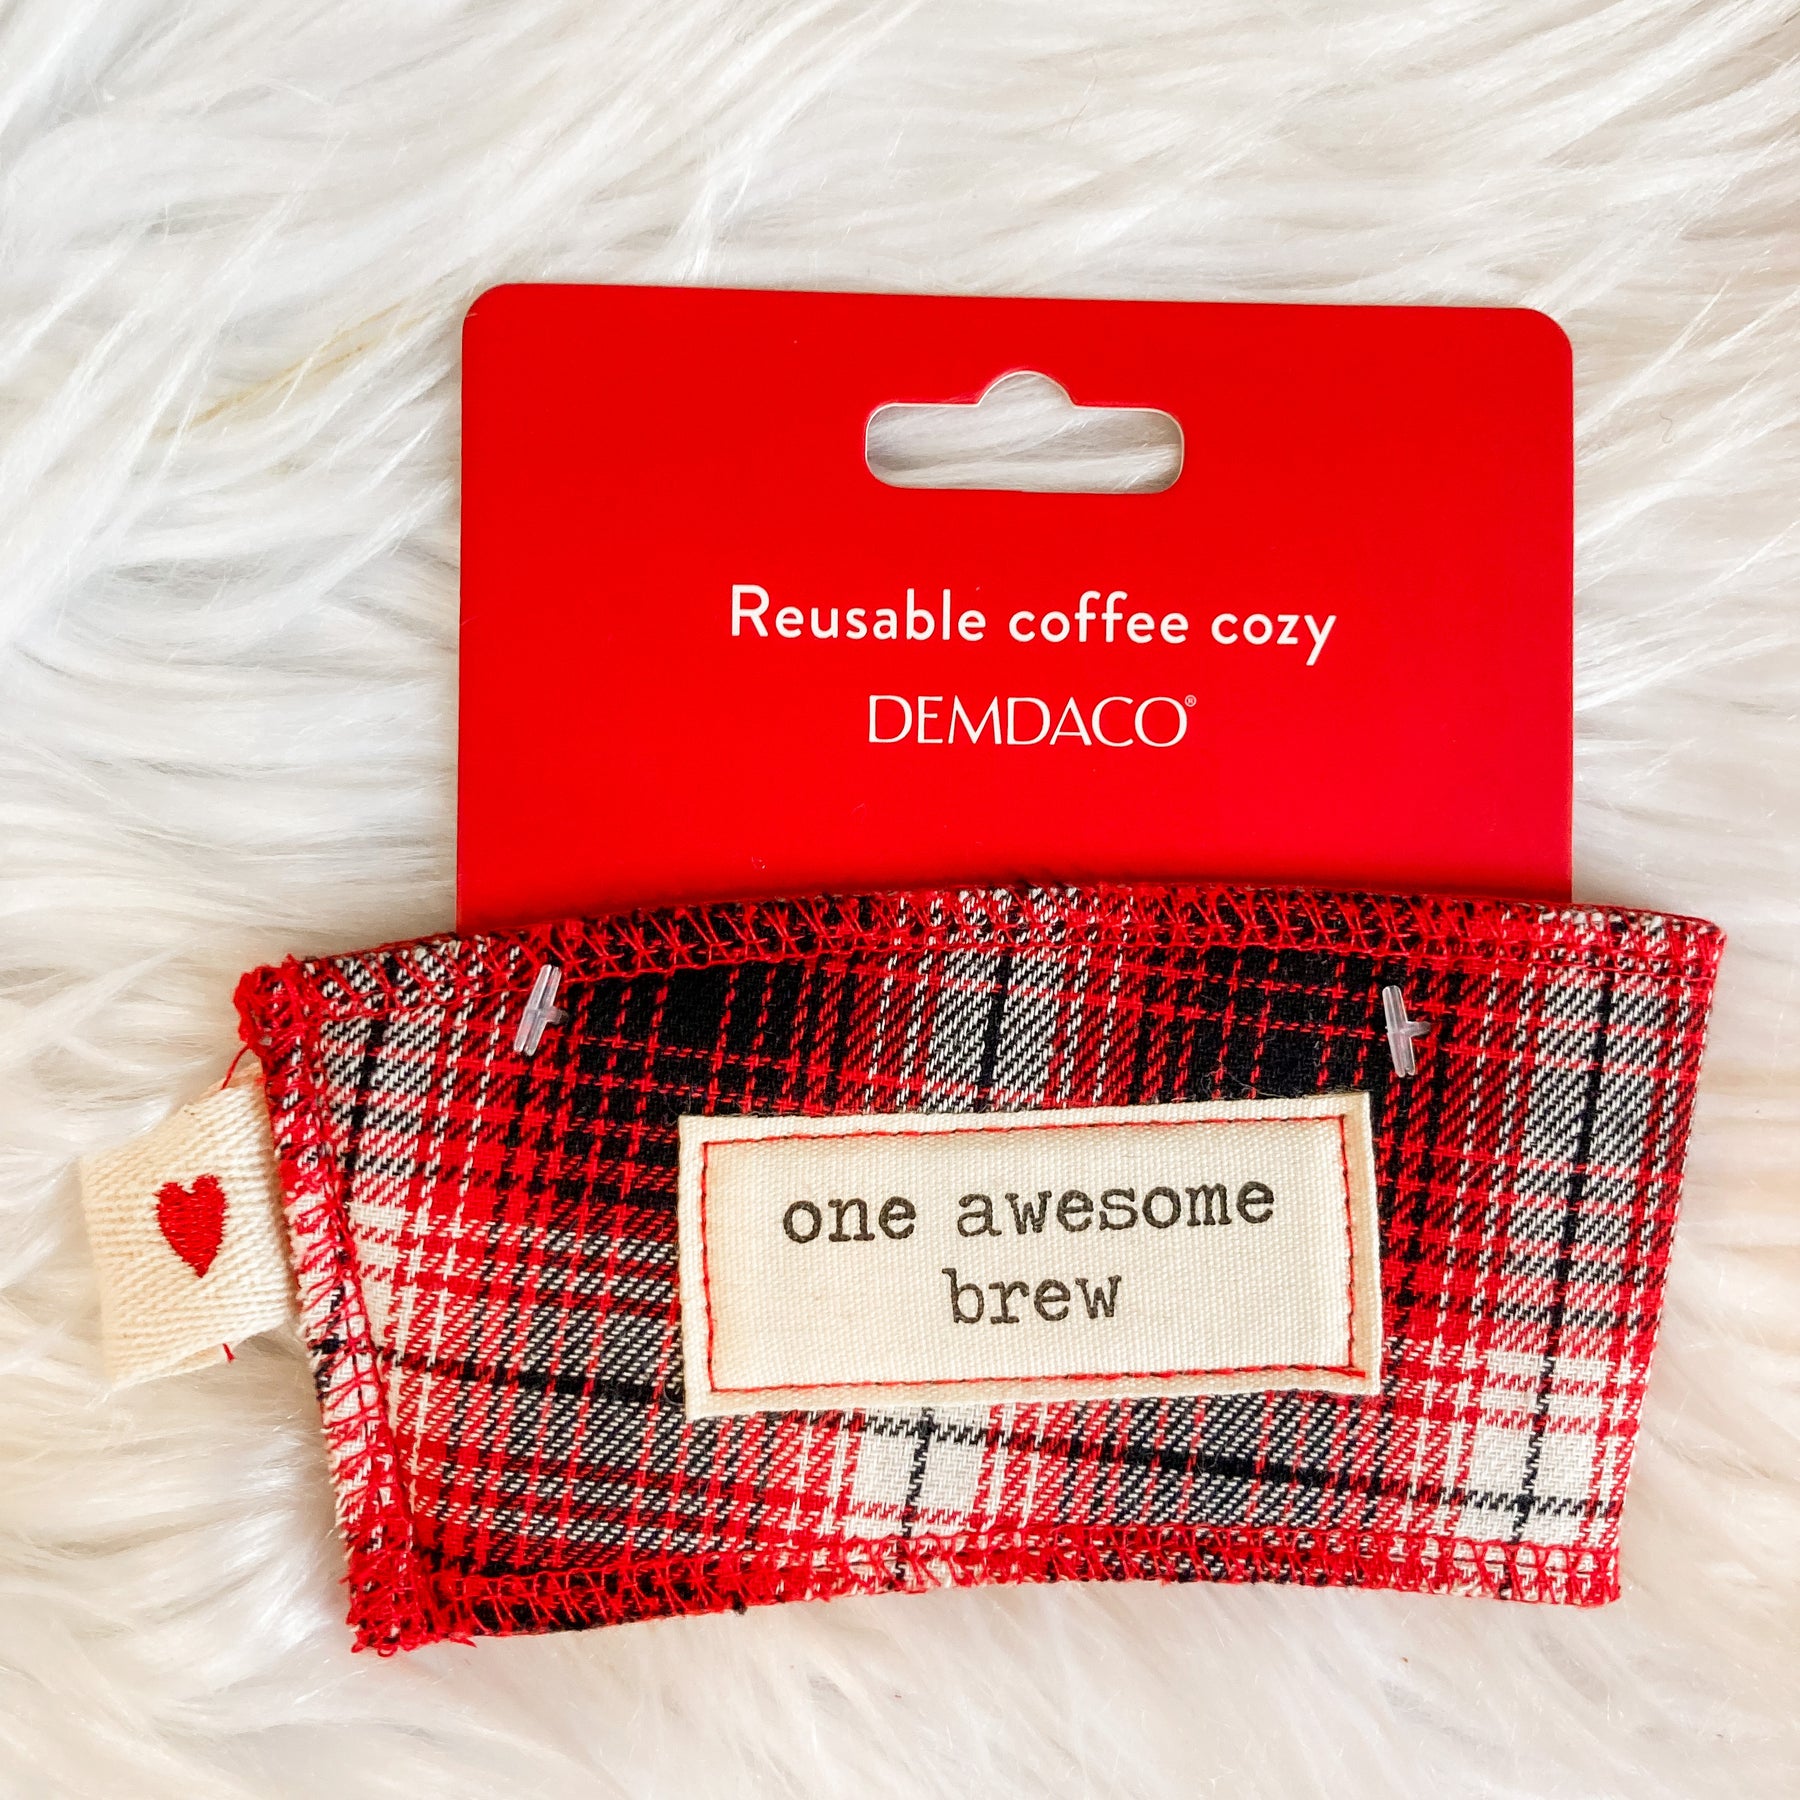 Reusable coffee cozy
DEMDACO®
one awesome
brew